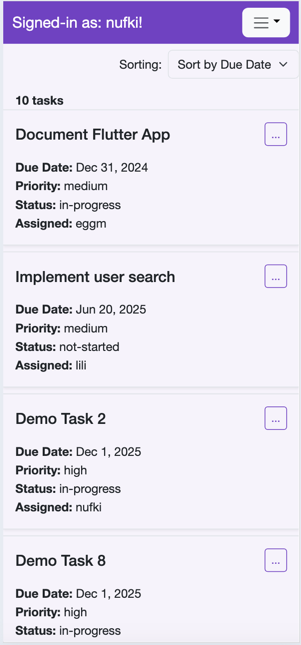 Signed-in as: nufki!
Sorting: Sort by Due Date
10 tasks
Document Flutter App ...
Due Date: Dec 31, 2024
Priority: medium
Status: in-progress
Assigned: eggm
Implement user search ...
Due Date: Jun 20, 2025
Priority: medium
Status: not-started
Assigned: lili
Demo Task 2 ...
Due Date: Dec 1, 2025
Priority: high
Status: in-progress
Assigned: nufki
Demo Task 8 ...
Due Date: Dec 1, 2025
Priority: high
Status: in-progress